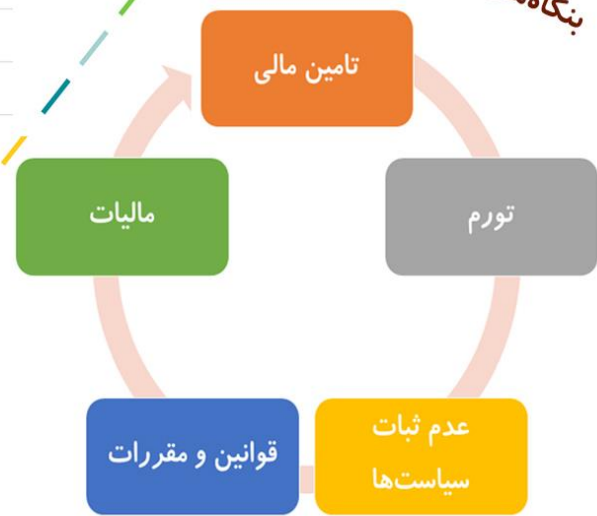 تامین مالی
تورم
عدم ثبات
سیاست‌ها
قوانین و مقررات
مالیات